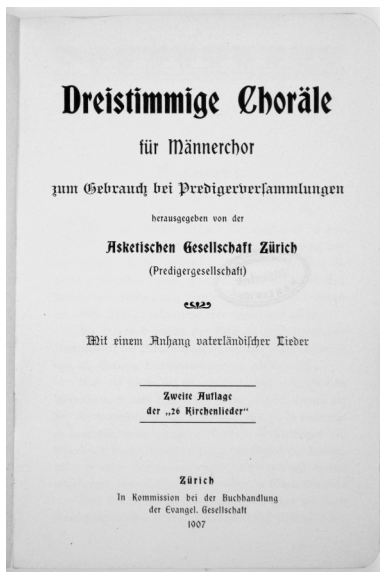 Dreistimmige Choräle
für Männerchor
zum Gebrauch bei Predigerversammlungen
herausgegeben von der
Asketischen Gesellschaft Zürich
(Predigergesellschaft)
Mit einem Anhang vaterländischer Lieder
Zweite Auflage
der „26 Kirchenlieder“
Zürich
In Kommission bei der Buchhandlung
der Evangel. Gesellschaft
1907